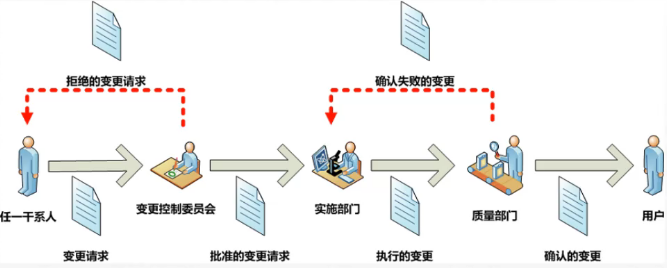 拒绝的变更请求
确认失败的变更
任一干系人
变更控制委员会
实施部门
质量部门
用户
变更请求
批准的变更请求
执行的变更
确认的变更